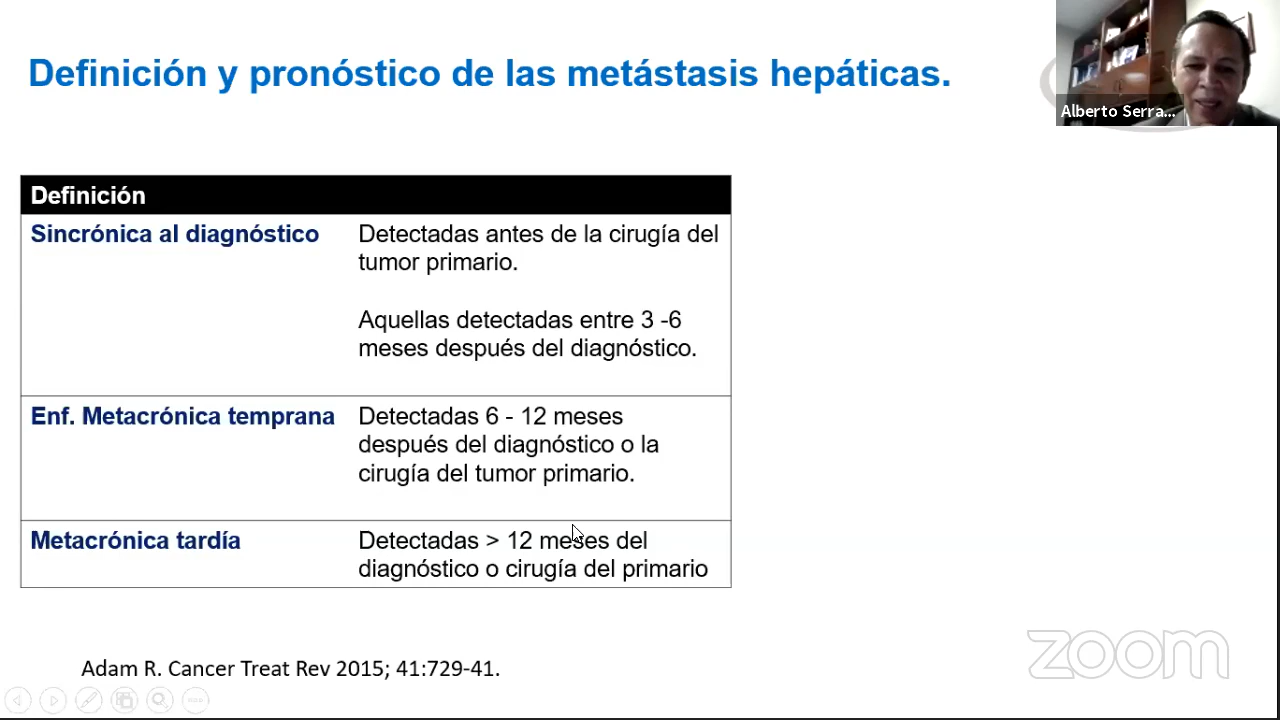 Definición y pronóstico de las metástasis hepáticas.
Alberto Serra...
Definición
Sincrónica al diagnóstico
Detectadas antes de la cirugía del
tumor primario.
Aquellas detectadas entre 3 -6
meses después del diagnóstico.
Enf. Metacrónica temprana
Detectadas 6 - 12 meses
después del diagnóstico o la
cirugía del tumor primario.
Metacrónica tardía
Detectadas > 12 meses del
diagnóstico o cirugía del primario
Adam R. Cancer Treat Rev 2015; 41:729-41.
zoom